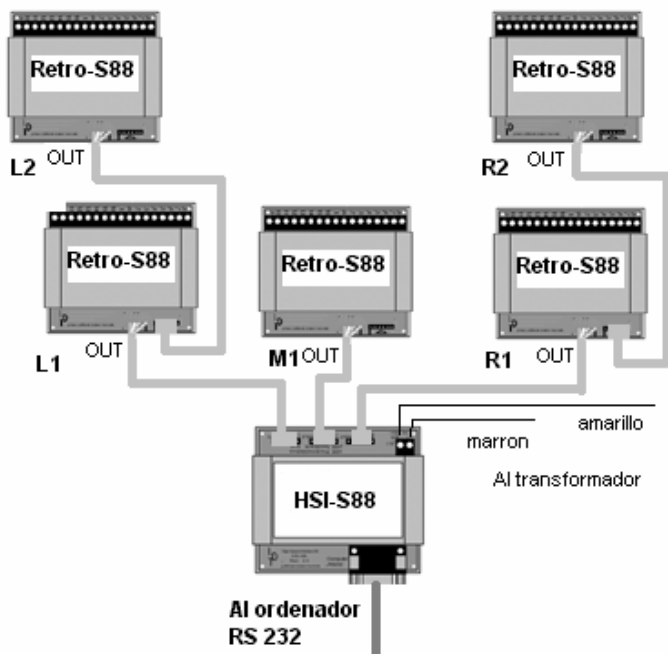 Retro-S88
Retro-S88
L2
OUT
R2
OUT
Retro-S88
Retro-S88
Retro-S88
L1
OUT
M1
OUT
R1
OUT
amarillo
marron
Al transformador
HSI-S88
Al ordenador
RS 232